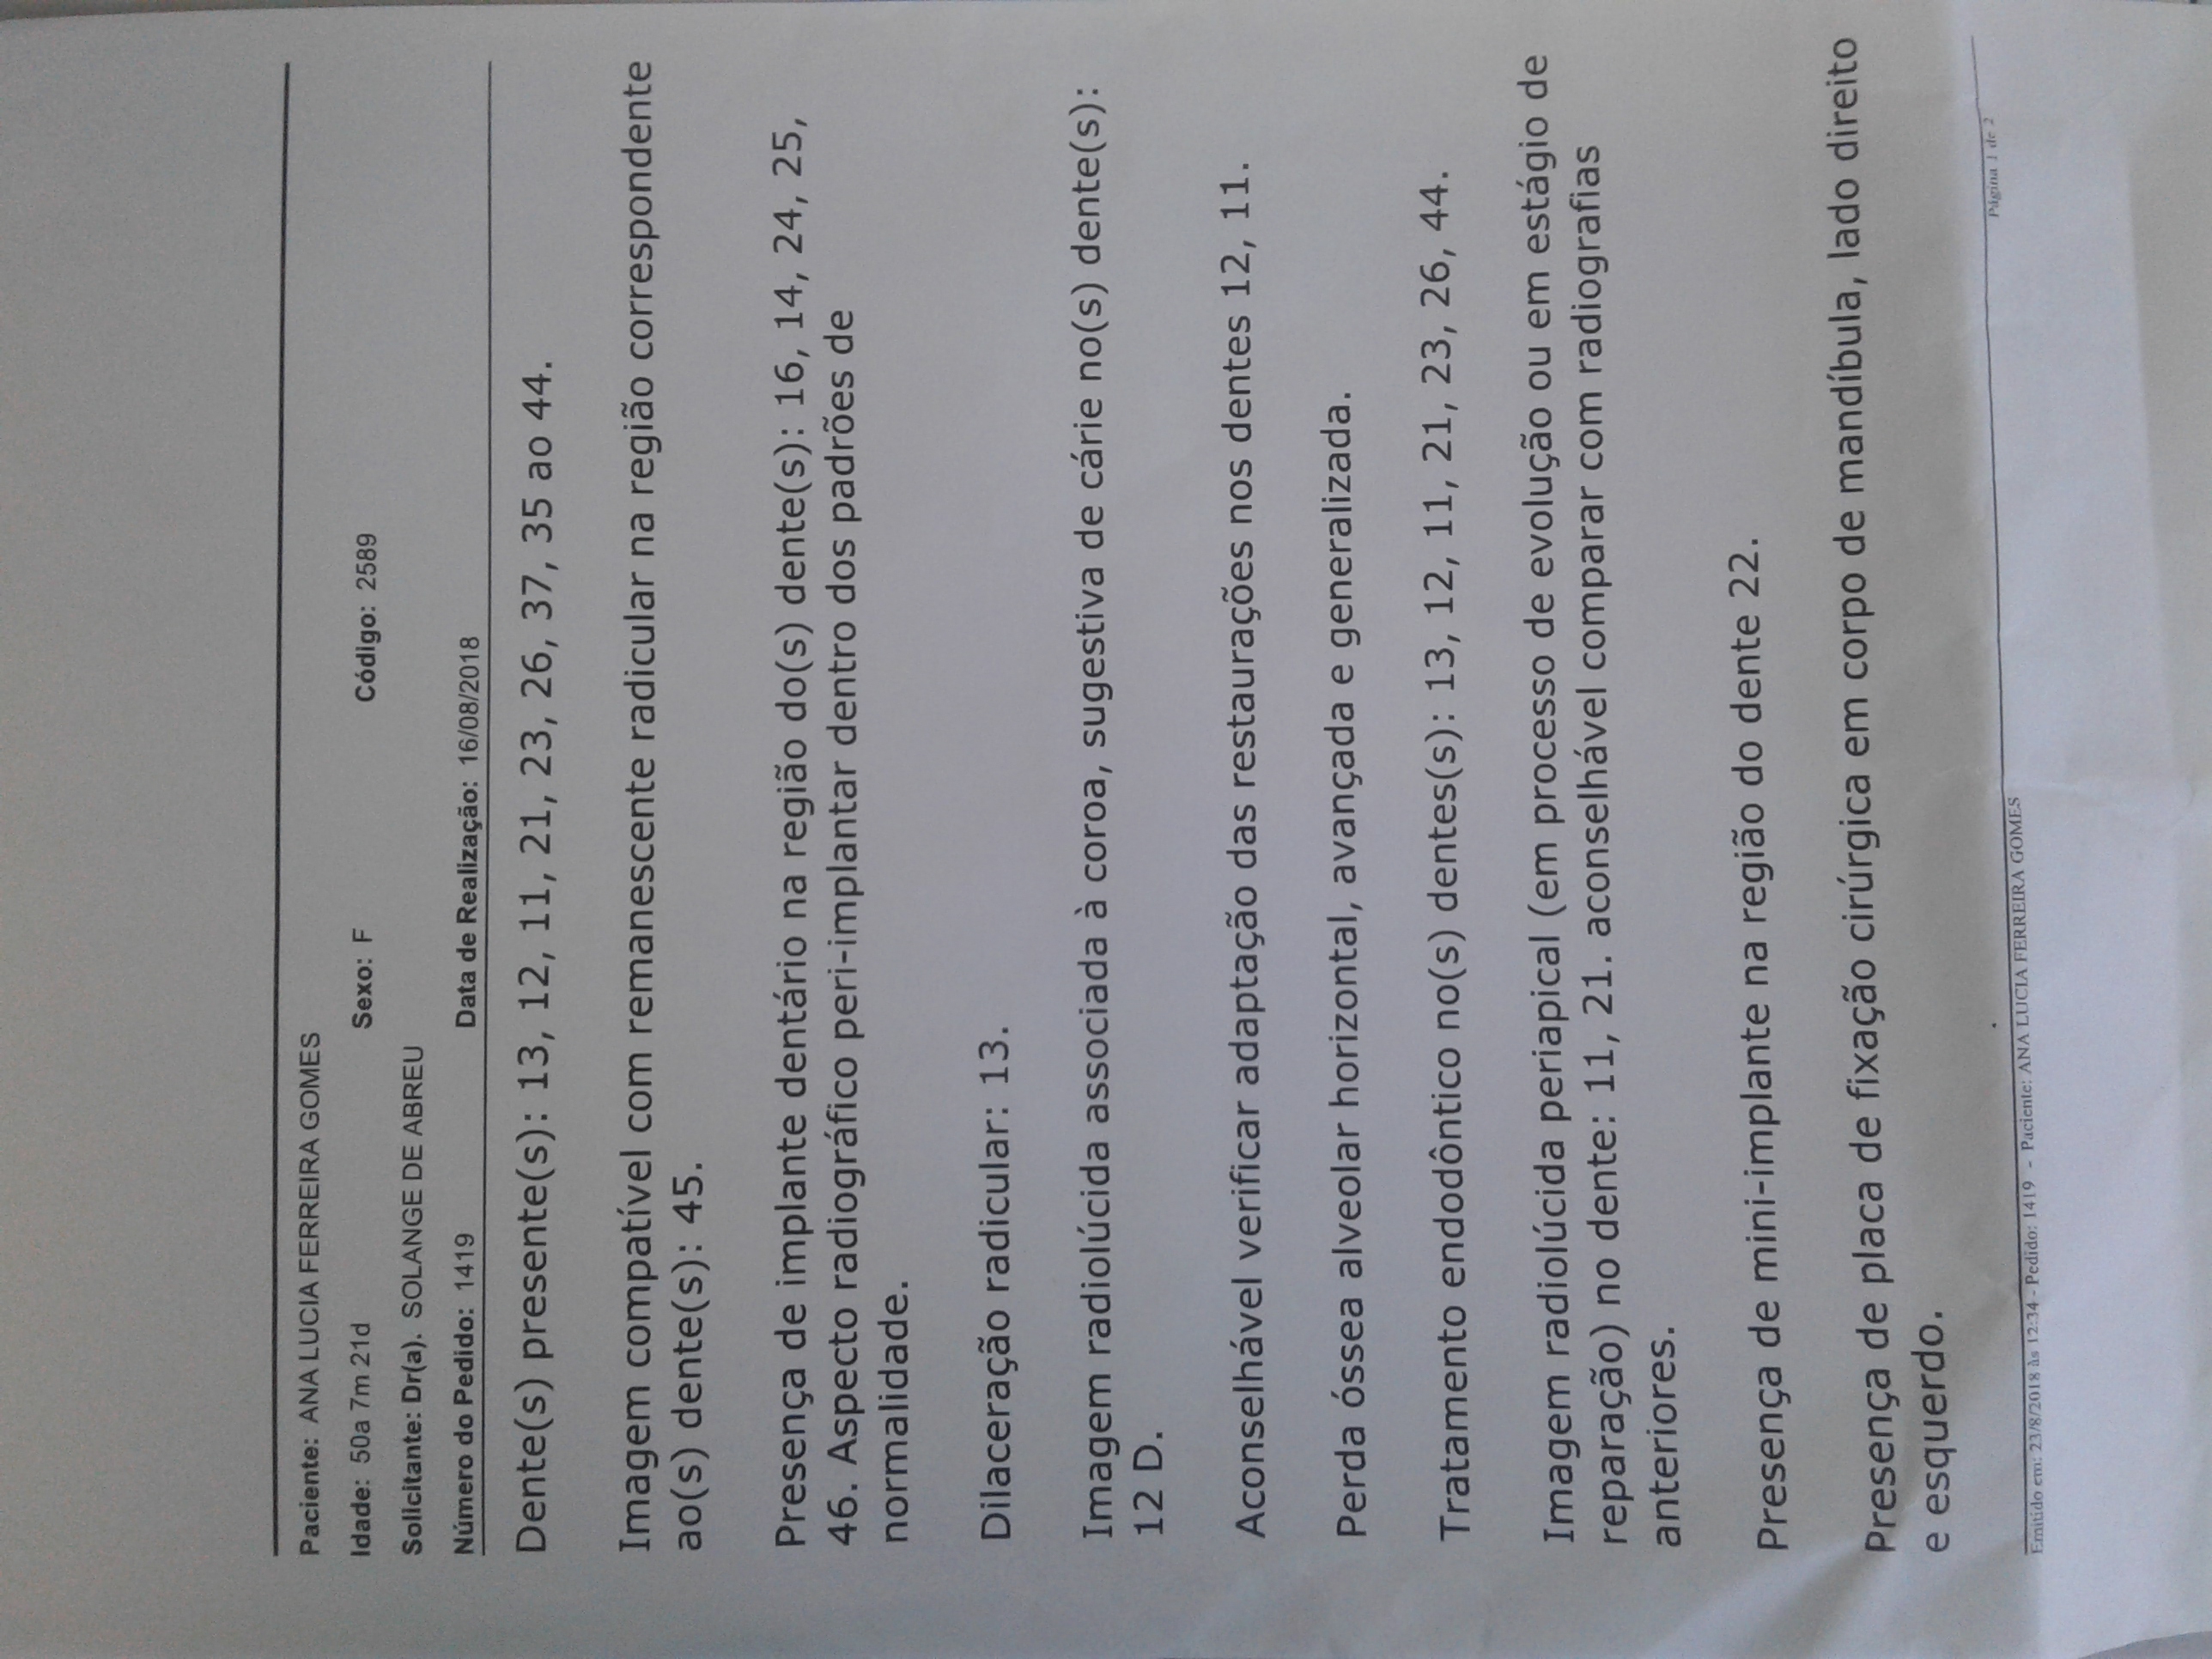 Paciente: ANA LUCIA FERREIRA GOMES
Idade: 50a 7m 21d Sexo: F Código: 2589
Solicitante: Dr(a). SOLANGE DE ABREU
Número do Pedido: 1419 Data de Realização: 16/08/2018
Dente(s) presente(s): 13, 12, 11, 21, 23, 26, 37, 35 ao 44.
Imagem compatível com remanescente radicular na região correspondente
ao(s) dente(s): 45.
Presença de implante dentário na região do(s) dente(s): 16, 14, 24, 25,
46. Aspecto radiográfico peri-implantar dentro dos padrões de
normalidade.
Dilaceração radicular: 13.
Imagem radiolúcida associada à coroa, sugestiva de cárie no(s) dente(s):
12 D.
Aconselhável verificar adaptação das restaurações nos dentes 12, 11.
Perda óssea alveolar horizontal, avançada e generalizada.
Tratamento endodôntico no(s) dentes(s): 13, 12, 11, 21, 23, 26, 44.
Imagem radiolúcida periapical (em processo de evolução ou em estágio de
reparação) no dente: 11, 21. aconselhável comparar com radiografias
anteriores.
Presença de mini-implante na região do dente 22.
Presença de placa de fixação cirúrgica em corpo de mandíbula, lado direito
e esquerdo.
Emitido em: 23/8/2018 às 12:34 - Pedido: 1419 - Paciente: ANA LUCIA FERREIRA GOMES
Página 1 de 2